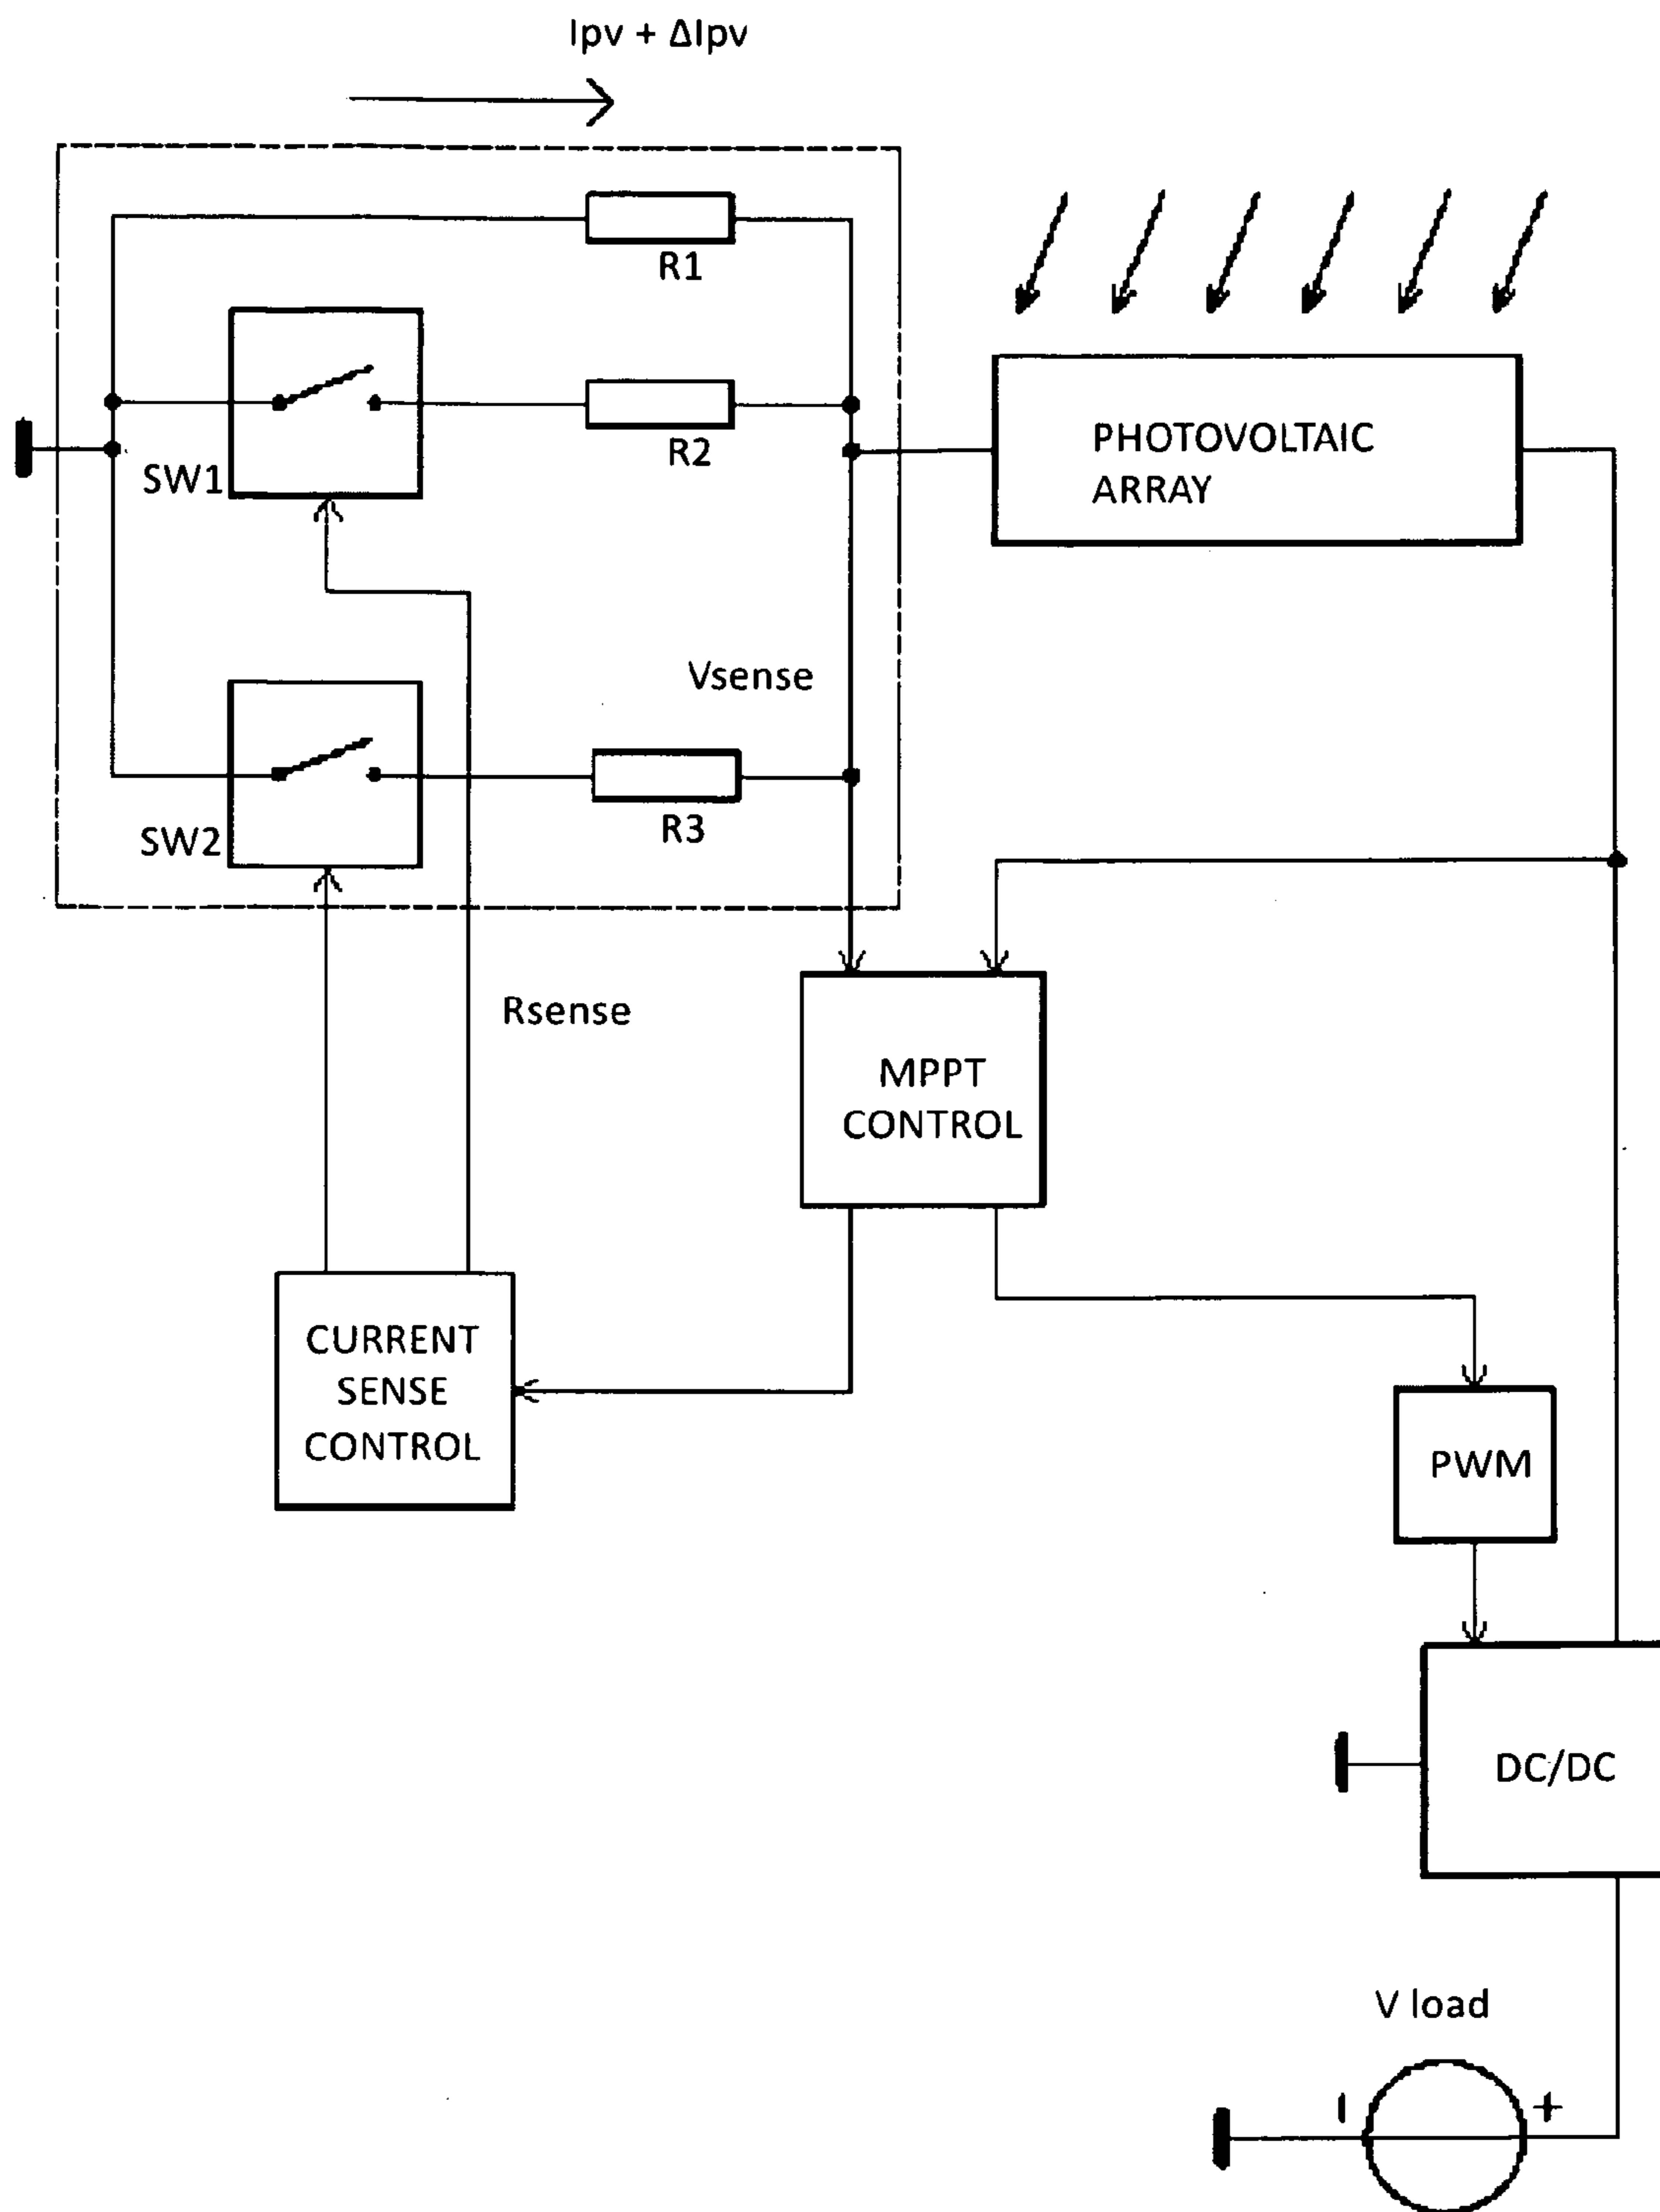 Ipv + ΔIpv
R1
R2
SW1
PHOTOVOLTAIC
ARRAY
Vsense
R3
SW2
Rsense
MPPT
CONTROL
CURRENT
SENSE
CONTROL
PWM
DC/DC
V load
- +